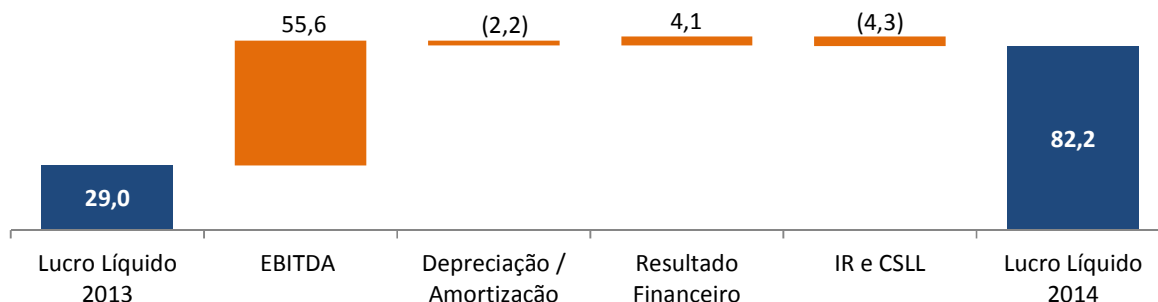 55,6
(2,2)
4,1
(4,3)
82,2
29,0
Lucro Líquido
2013
EBITDA
Depreciação /
Amortização
Resultado
Financeiro
IR e CSLL
Lucro Líquido
2014